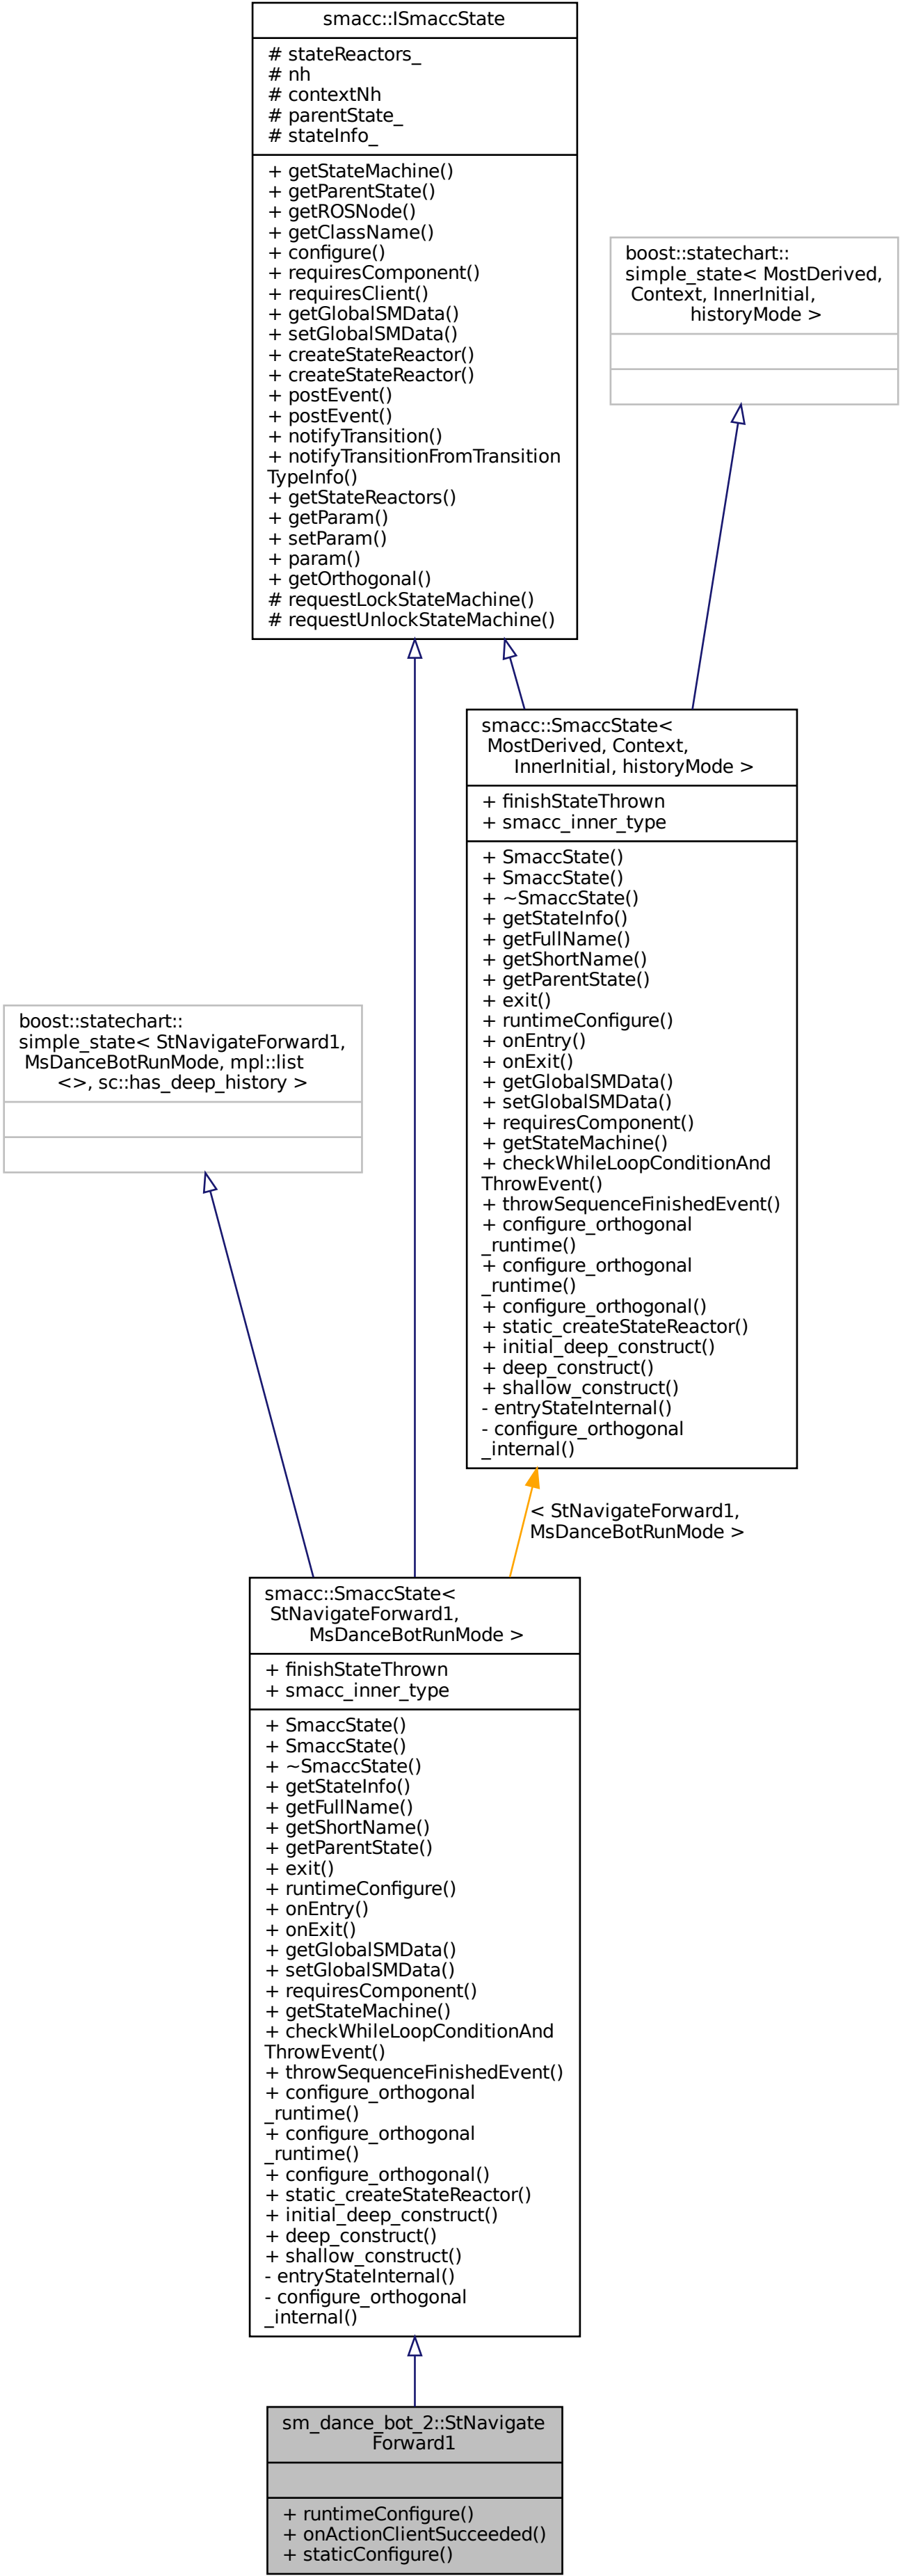 smacc::ISmaccState
# stateReactors_
# nh
# contextNh
# parentState_
# stateInfo_
+ getStateMachine()
+ getParentState()
+ getROSNode()
+ getClassName()
+ configure()
+ requiresComponent()
+ requiresClient()
+ getGlobalSMData()
+ setGlobalSMData()
+ createStateReactor()
+ createStateReactor()
+ postEvent()
+ postEvent()
+ notifyTransition()
+ notifyTransitionFromTransition
TypeInfo()
+ getStateReactors()
+ getParam()
+ setParam()
+ param()
+ getOrthogonal()
# requestLockStateMachine()
# requestUnlockStateMachine()
boost::statechart::
simple_state< MostDerived,
Context, InnerInitial,
historyMode >
smacc::SmaccState<
MostDerived, Context,
InnerInitial, historyMode >
+ finishStateThrown
+ smacc_inner_type
+ SmaccState()
+ SmaccState()
+ ~SmaccState()
+ getStateInfo()
+ getFullName()
+ getShortName()
+ getParentState()
+ exit()
+ runtimeConfigure()
+ onEntry()
+ onExit()
+ getGlobalSMData()
+ setGlobalSMData()
+ requiresComponent()
+ getStateMachine()
+ checkWhileLoopConditionAnd
ThrowEvent()
+ throwSequenceFinishedEvent()
+ configure_orthogonal
_runtime()
+ configure_orthogonal
_runtime()
+ configure_orthogonal()
+ static_createStateReactor()
+ initial_deep_construct()
+ deep_construct()
+ shallow_construct()
- entryStateInternal()
- configure_orthogonal
_internal()
boost::statechart::
simple_state< StNavigateForward1,
MsDanceBotRunMode, mpl::list
<>, sc::has_deep_history >
< StNavigateForward1,
MsDanceBotRunMode >
smacc::SmaccState<
StNavigateForward1,
MsDanceBotRunMode >
+ finishStateThrown
+ smacc_inner_type
+ SmaccState()
+ SmaccState()
+ ~SmaccState()
+ getStateInfo()
+ getFullName()
+ getShortName()
+ getParentState()
+ exit()
+ runtimeConfigure()
+ onEntry()
+ onExit()
+ getGlobalSMData()
+ setGlobalSMData()
+ requiresComponent()
+ getStateMachine()
+ checkWhileLoopConditionAnd
ThrowEvent()
+ throwSequenceFinishedEvent()
+ configure_orthogonal
_runtime()
+ configure_orthogonal
_runtime()
+ configure_orthogonal()
+ static_createStateReactor()
+ initial_deep_construct()
+ deep_construct()
+ shallow_construct()
- entryStateInternal()
- configure_orthogonal
_internal()
sm_dance_bot_2::StNavigate
Forward1
+ runtimeConfigure()
+ onActionClientSucceeded()
+ staticConfigure()